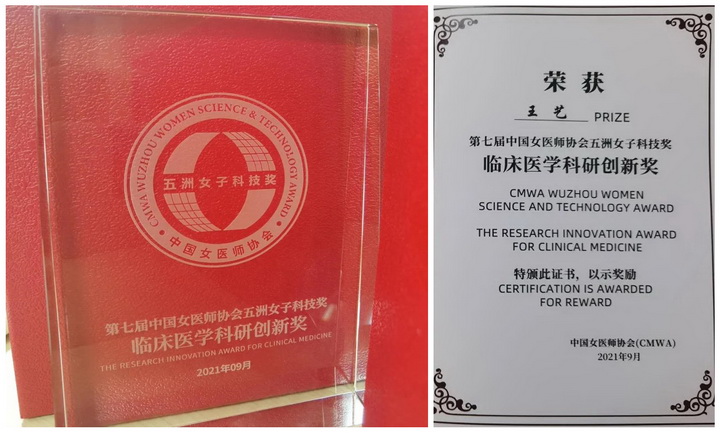 CMWA WUZHOU WOMEN SCIENCE & TECHNOLOGY AWARD
五洲女子科技奖
中国女医师协会
第七届中国女医师协会五洲女子科技奖
临床医学科研创新奖
THE RESEARCH INNOVATION AWARD FOR CLINICAL MEDICINE
2021年09月
荣 获
王艺 PRIZE
第七届中国女医师协会五洲女子科技奖
临床医学科研创新奖
CMWA WUZHOU WOMEN
SCIENCE AND TECHNOLOGY AWARD
THE RESEARCH INNOVATION AWARD
FOR CLINICAL MEDICINE
特颁此证书，以示奖励
CERTIFICATION IS AWARDED
FOR REWARD
中国女医师协会(CMWA)
2021年9月